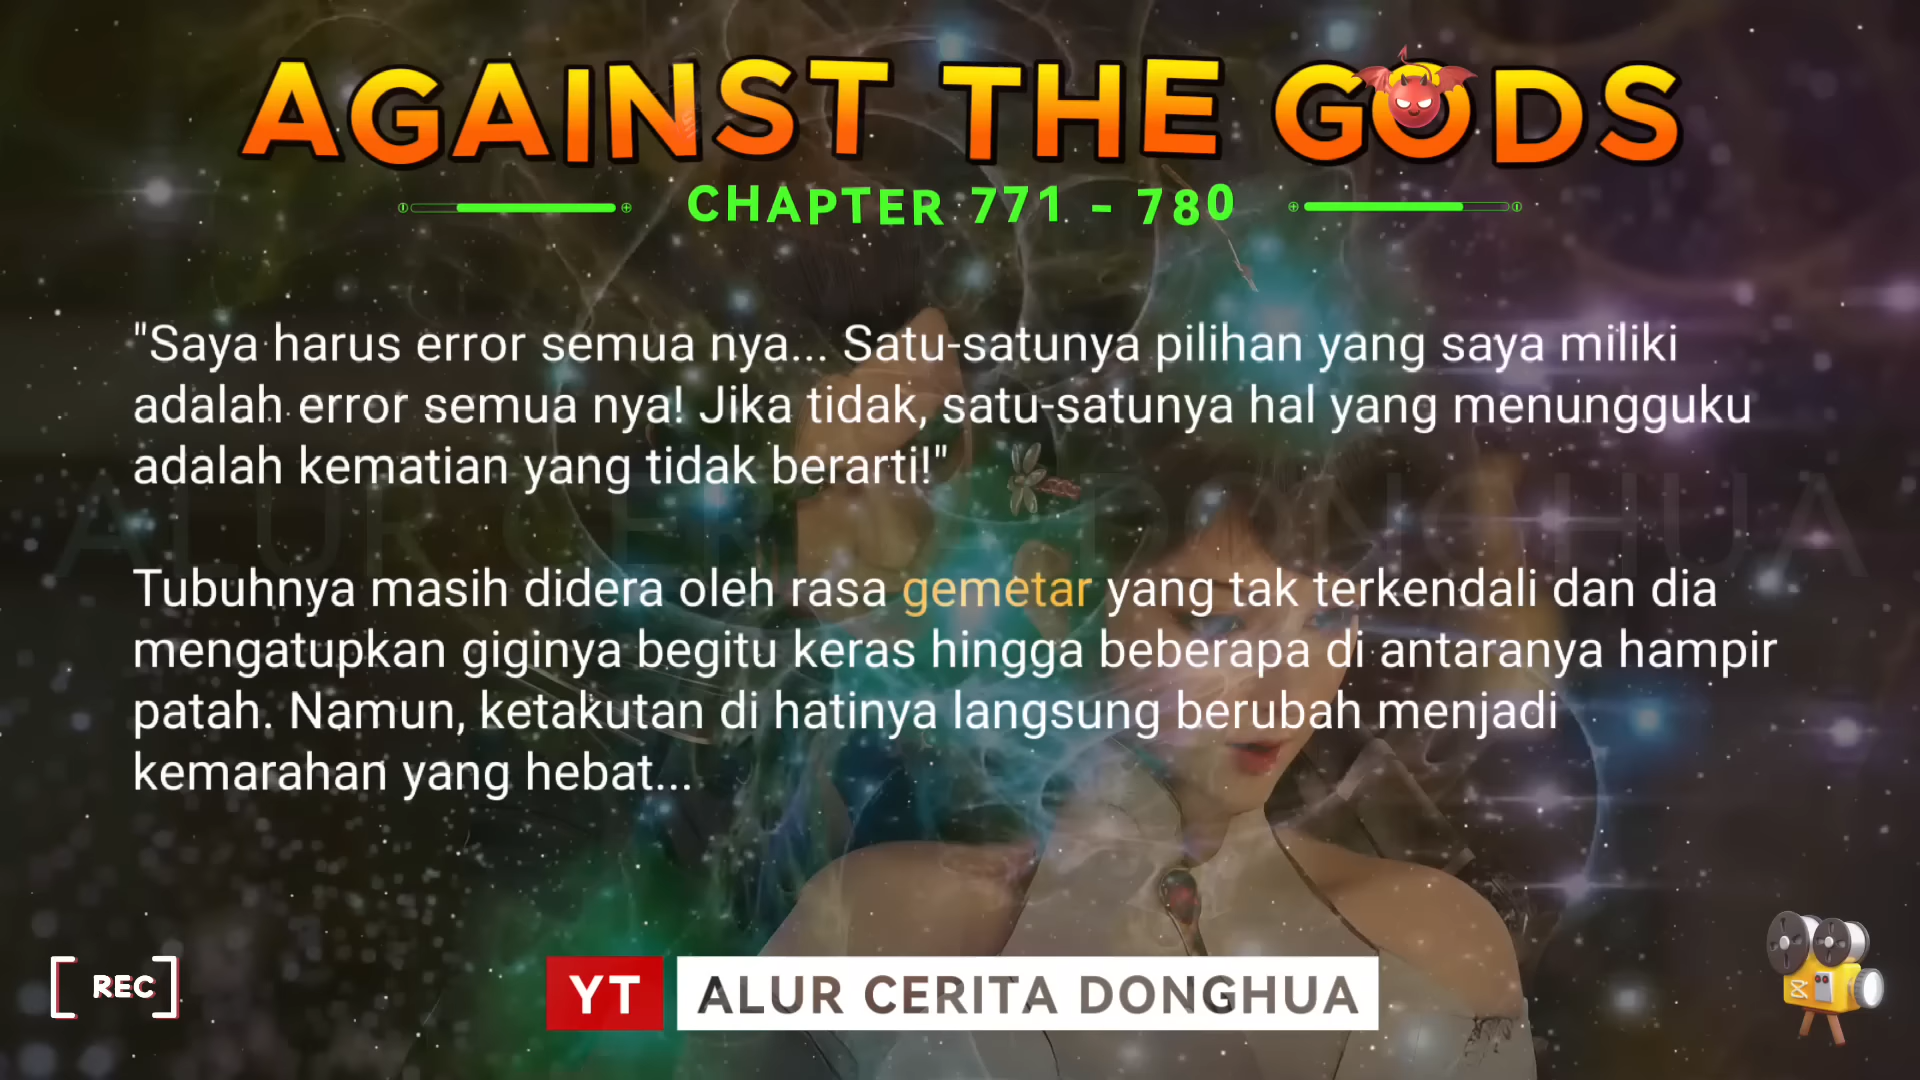 AGAINST THE GODS
CHAPTER 771 - 780
"Saya harus error semua nya... Satu-satunya pilihan yang saya miliki
adalah error semua nya! Jika tidak, satu-satunya hal yang menungguku
adalah kematian yang tidak berarti!"
Tubuhnya masih didera oleh rasa gemetar yang tak terkendali dan dia
mengatupkan giginya begitu keras hingga beberapa di antaranya hampir
patah. Namun, ketakutan di hatinya langsung berubah menjadi
kemarahan yang hebat...
ALUR CERITA DONGHUA
REC
YT ALUR CERITA DONGHUA